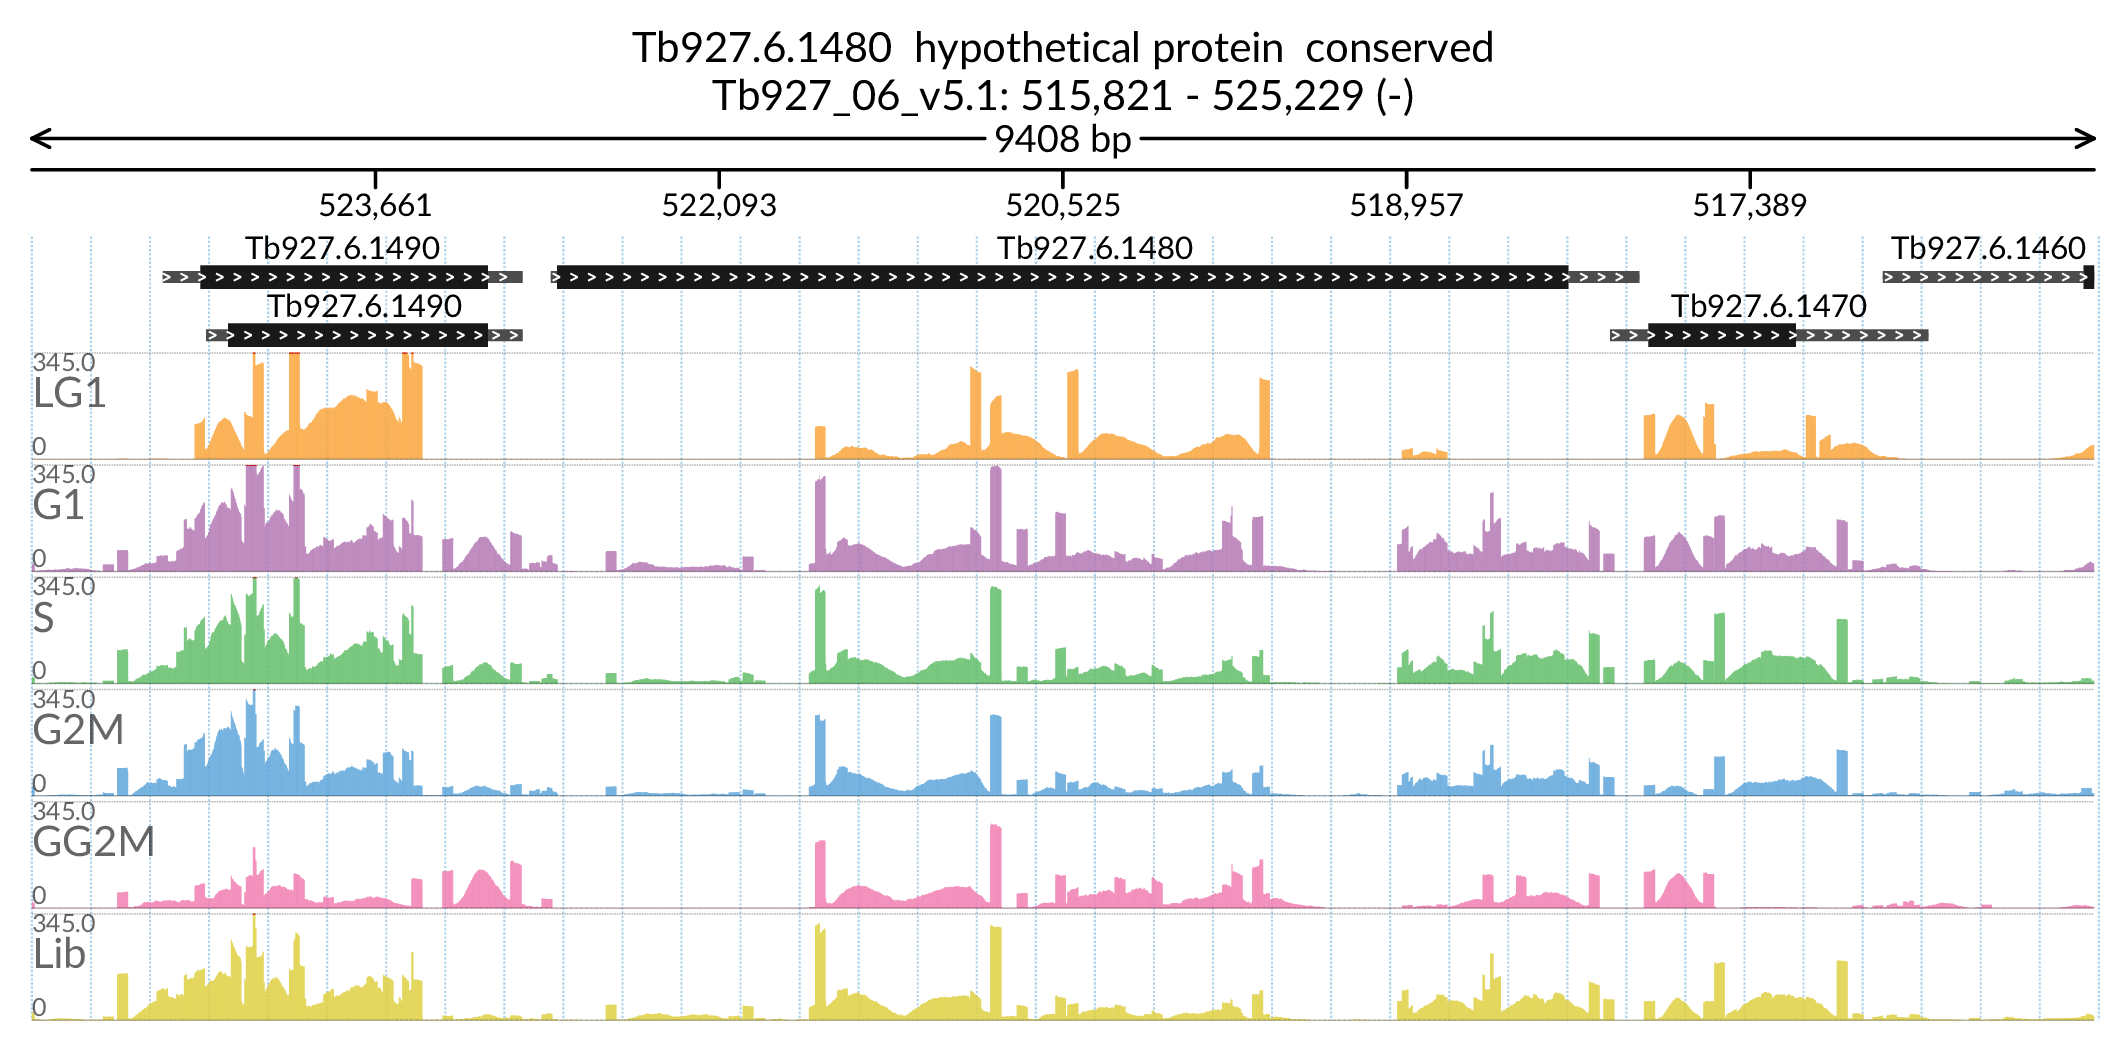 Tb927.6.1480  hypothetical protein  conserved
Tb927_06_v5.1: 515,821 - 525,229 (-)
9408 bp
523,661 522,093 520,525 518,957 517,389
Tb927.6.1490 Tb927.6.1480 Tb927.6.1460
Tb927.6.1490 Tb927.6.1470
345.0
LG1
0
345.0
G1
0
345.0
S
0
345.0
G2M
0
345.0
GG2M
0
345.0
Lib
0